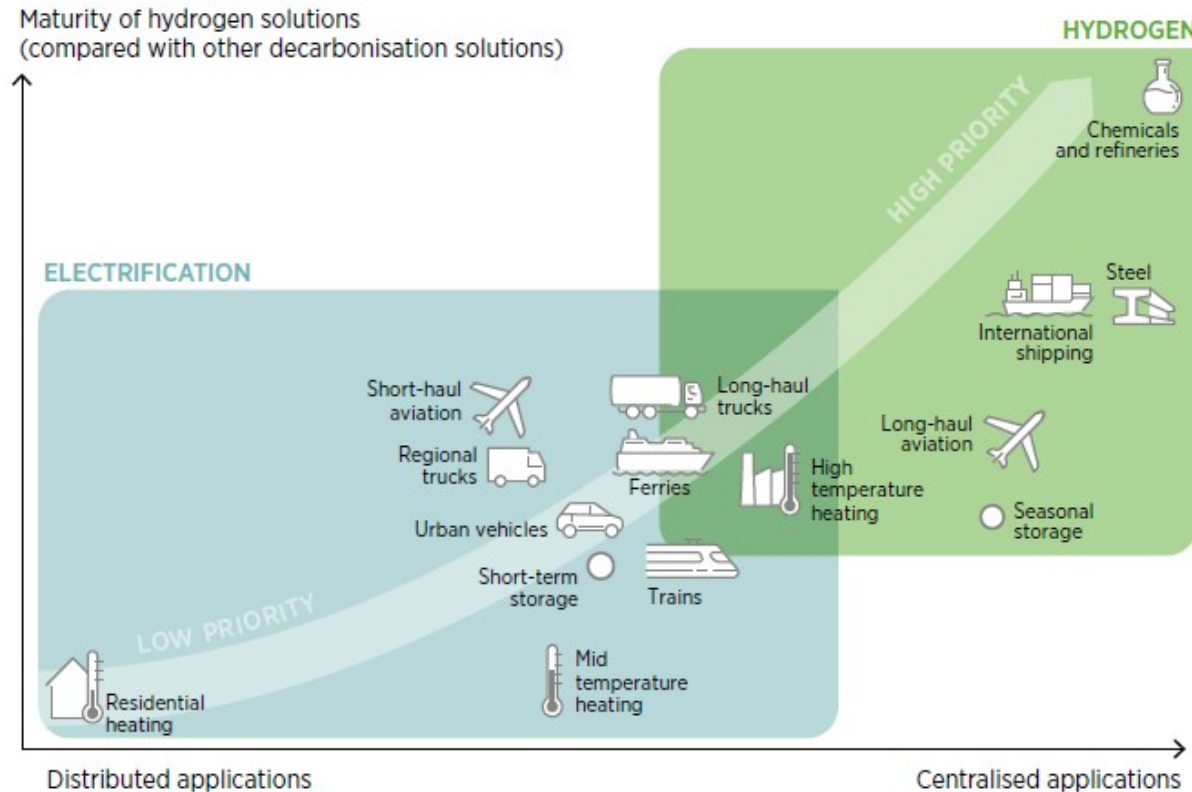 Maturity of hydrogen solutions
(compared with other decarbonisation solutions)
HYDROGEN
HIGH PRIORITY
Chemicals
and refineries
ELECTRIFICATION
Steel
International
shipping
Short-haul
aviation
Long-haul
trucks
Long-haul
aviation
Regional
trucks
Ferries
High
temperature
heating
Urban vehicles
Seasonal
storage
Short-term
storage
Trains
LOW PRIORITY
Mid
temperature
heating
Residential
heating
Distributed applications
Centralised applications